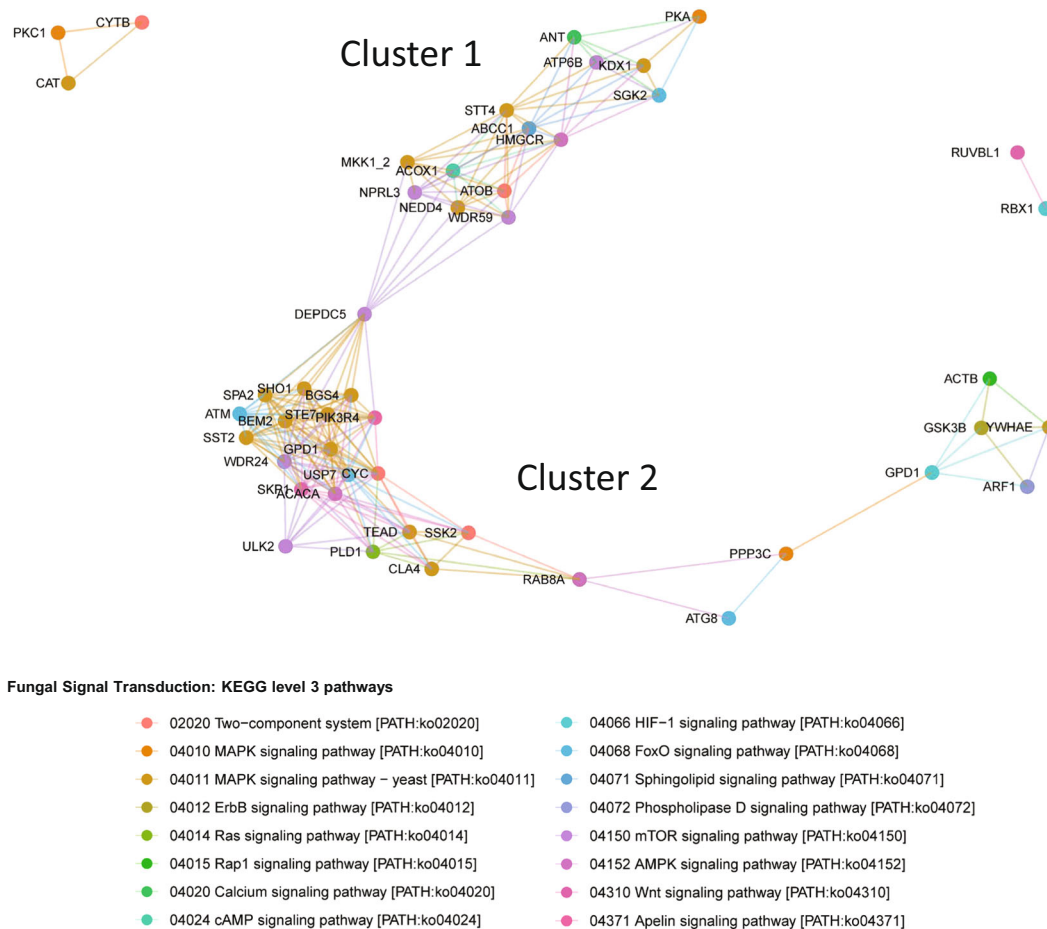 CYTB
PKC1
CAT
Cluster 1
PKA
ANT
ATP6B
KDX1
SGK2
STT4
ABCC1
HMGCR
MKK1_2
ACOX1
NPRL3
ATOB
NEDD4
WDR59
RUVBL1
RBX1
DEPDC5
SHO1
SPA2
BGS4
ATM
STE7
PIK3R4
BEM2
SST2
GPD1
WDR24
USP7
CYC
SKP1
ACACA
Cluster 2
ACTB
GSK3B
YWHAE
GPD1
ARF1
TEAD
SSK2
ULK2
PLD1
CLA4
RAB8A
PPP3C
ATG8
Fungal Signal Transduction: KEGG level 3 pathways
02020 Two−component system [PATH:ko02020]
04010 MAPK signaling pathway [PATH:ko04010]
04011 MAPK signaling pathway − yeast [PATH:ko04011]
04012 ErbB signaling pathway [PATH:ko04012]
04014 Ras signaling pathway [PATH:ko04014]
04015 Rap1 signaling pathway [PATH:ko04015]
04020 Calcium signaling pathway [PATH:ko04020]
04024 cAMP signaling pathway [PATH:ko04024]
04066 HIF−1 signaling pathway [PATH:ko04066]
04068 FoxO signaling pathway [PATH:ko04068]
04071 Sphingolipid signaling pathway [PATH:ko04071]
04072 Phospholipase D signaling pathway [PATH:ko04072]
04150 mTOR signaling pathway [PATH:ko04150]
04152 AMPK signaling pathway [PATH:ko04152]
04310 Wnt signaling pathway [PATH:ko04310]
04371 Apelin signaling pathway [PATH:ko04371]